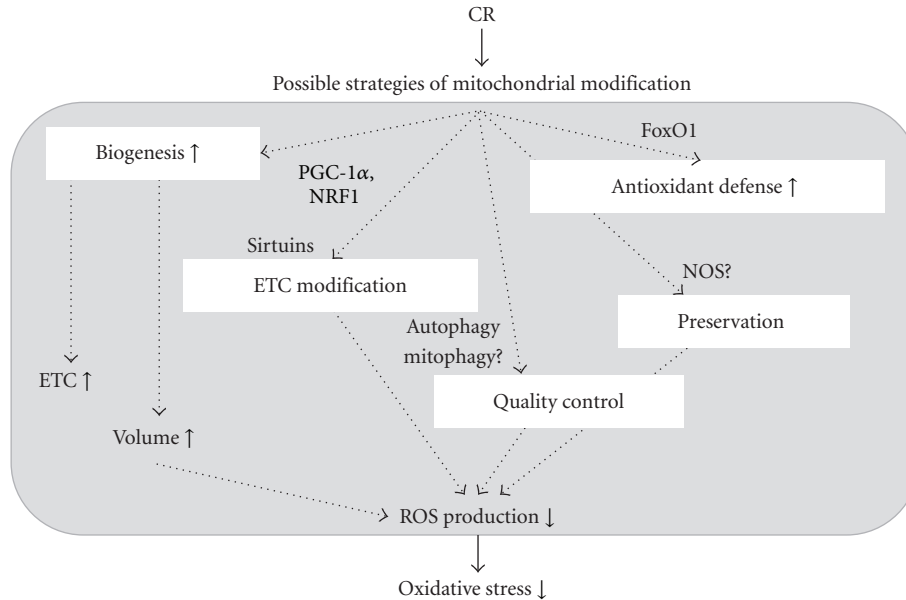 CR
Possible strategies of mitochondrial modification
FoxO1
Biogenesis ↑
PGC-1α,
NRF1
Antioxidant defense ↑
Sirtuins
ETC modification
NOS?
Preservation
Autophagy
mitophagy?
ETC ↑
Quality control
Volume ↑
ROS production ↓
Oxidative stress ↓